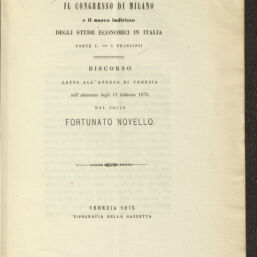 IL CONGRESSO DI MILANO
e il nuovo indirizzo
DEGLI STUDII ECONOMICI IN ITALIA
PARTE I. — I PRINCIPII
DISCORSO
LETTO ALL'ATENEO DI VENEZIA
nell'adunanza degli 11 febbraio 1875
DAL SOCIO
FORTUNATO NOVELLO.
VENEZIA 1875
TIPOGRAFIA DELLA GAZZETTA